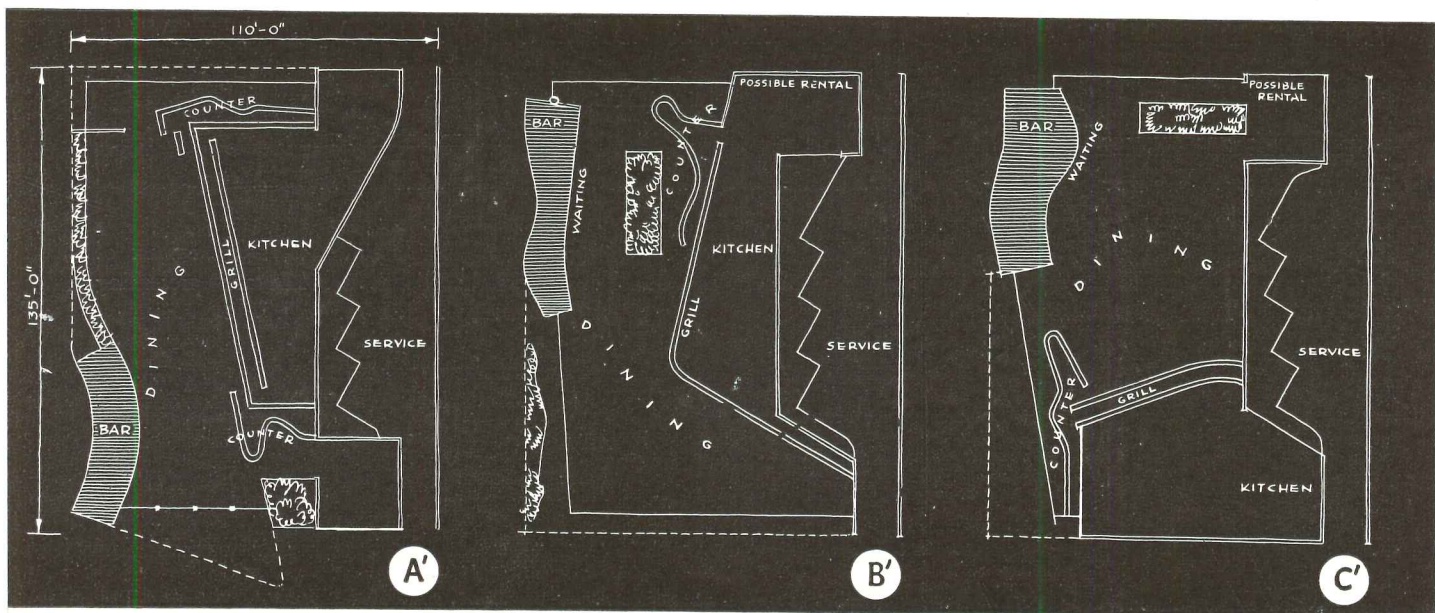 110'-0"
135'-0"
COUNTER
DINING
GRILL
KITCHEN
SERVICE
BAR
COUNTER
A'
POSSIBLE RENTAL
BAR
WAITING
COUNTER
KITCHEN
GRILL
SERVICE
DINING
B'
POSSIBLE
RENTAL
BAR
WAITING
DINING
SERVICE
COUNTER
GRILL
KITCHEN
C'